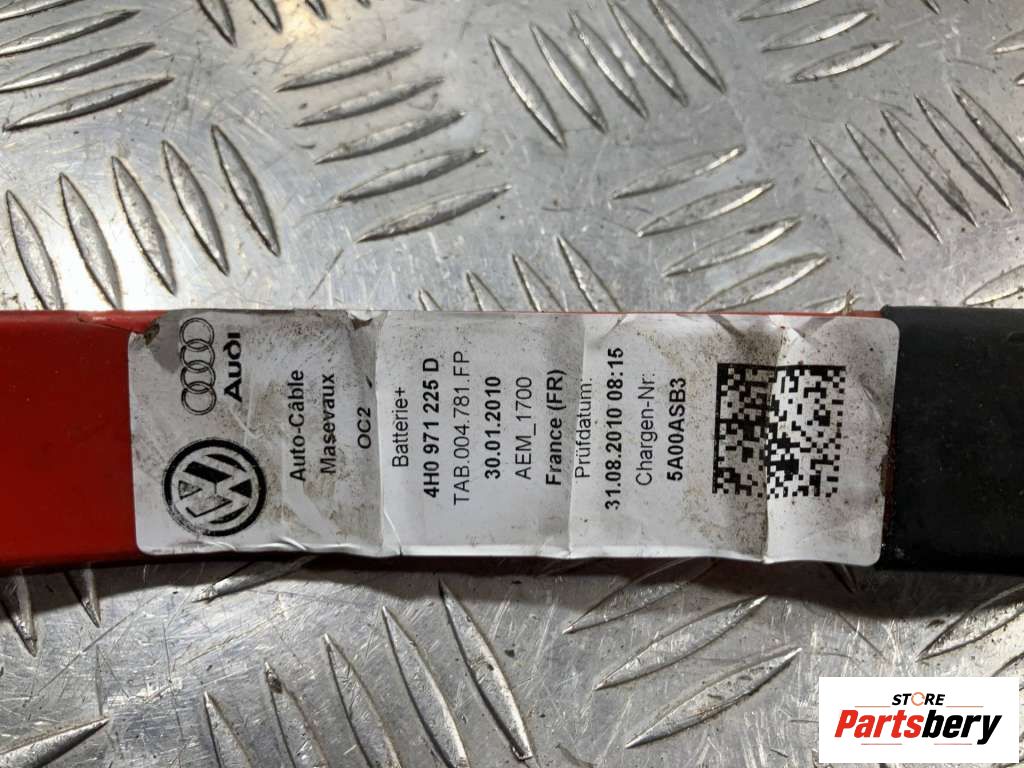 Audi
Auto-Câble
Masevaux
OC2
Batterie+
4H0 971 225 D
TAB.004.781.FP
30.01.2010
AEM_1700
France (FR)
Prüfdatum:
31.08.2010 08:15
Chargen-Nr:
5A00ASB3
STORE
Partsbery